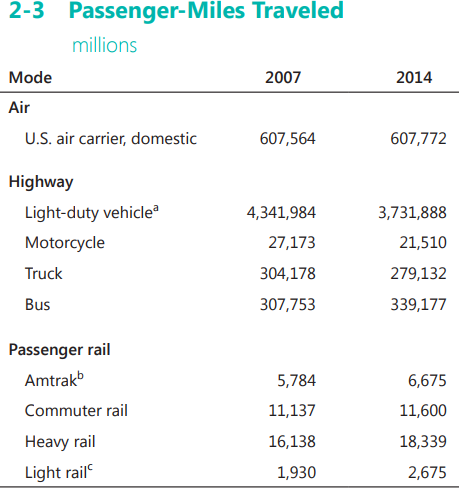 2-3 Passenger-Miles Traveled
millions
Mode 2007 2014
Air
U.S. air carrier, domestic 607,564 607,772
Highway
Light-duty vehicleᵃ 4,341,984 3,731,888
Motorcycle 27,173 21,510
Truck 304,178 279,132
Bus 307,753 339,177
Passenger rail
Amtrakᵇ 5,784 6,675
Commuter rail 11,137 11,600
Heavy rail 16,138 18,339
Light railᶜ 1,930 2,675